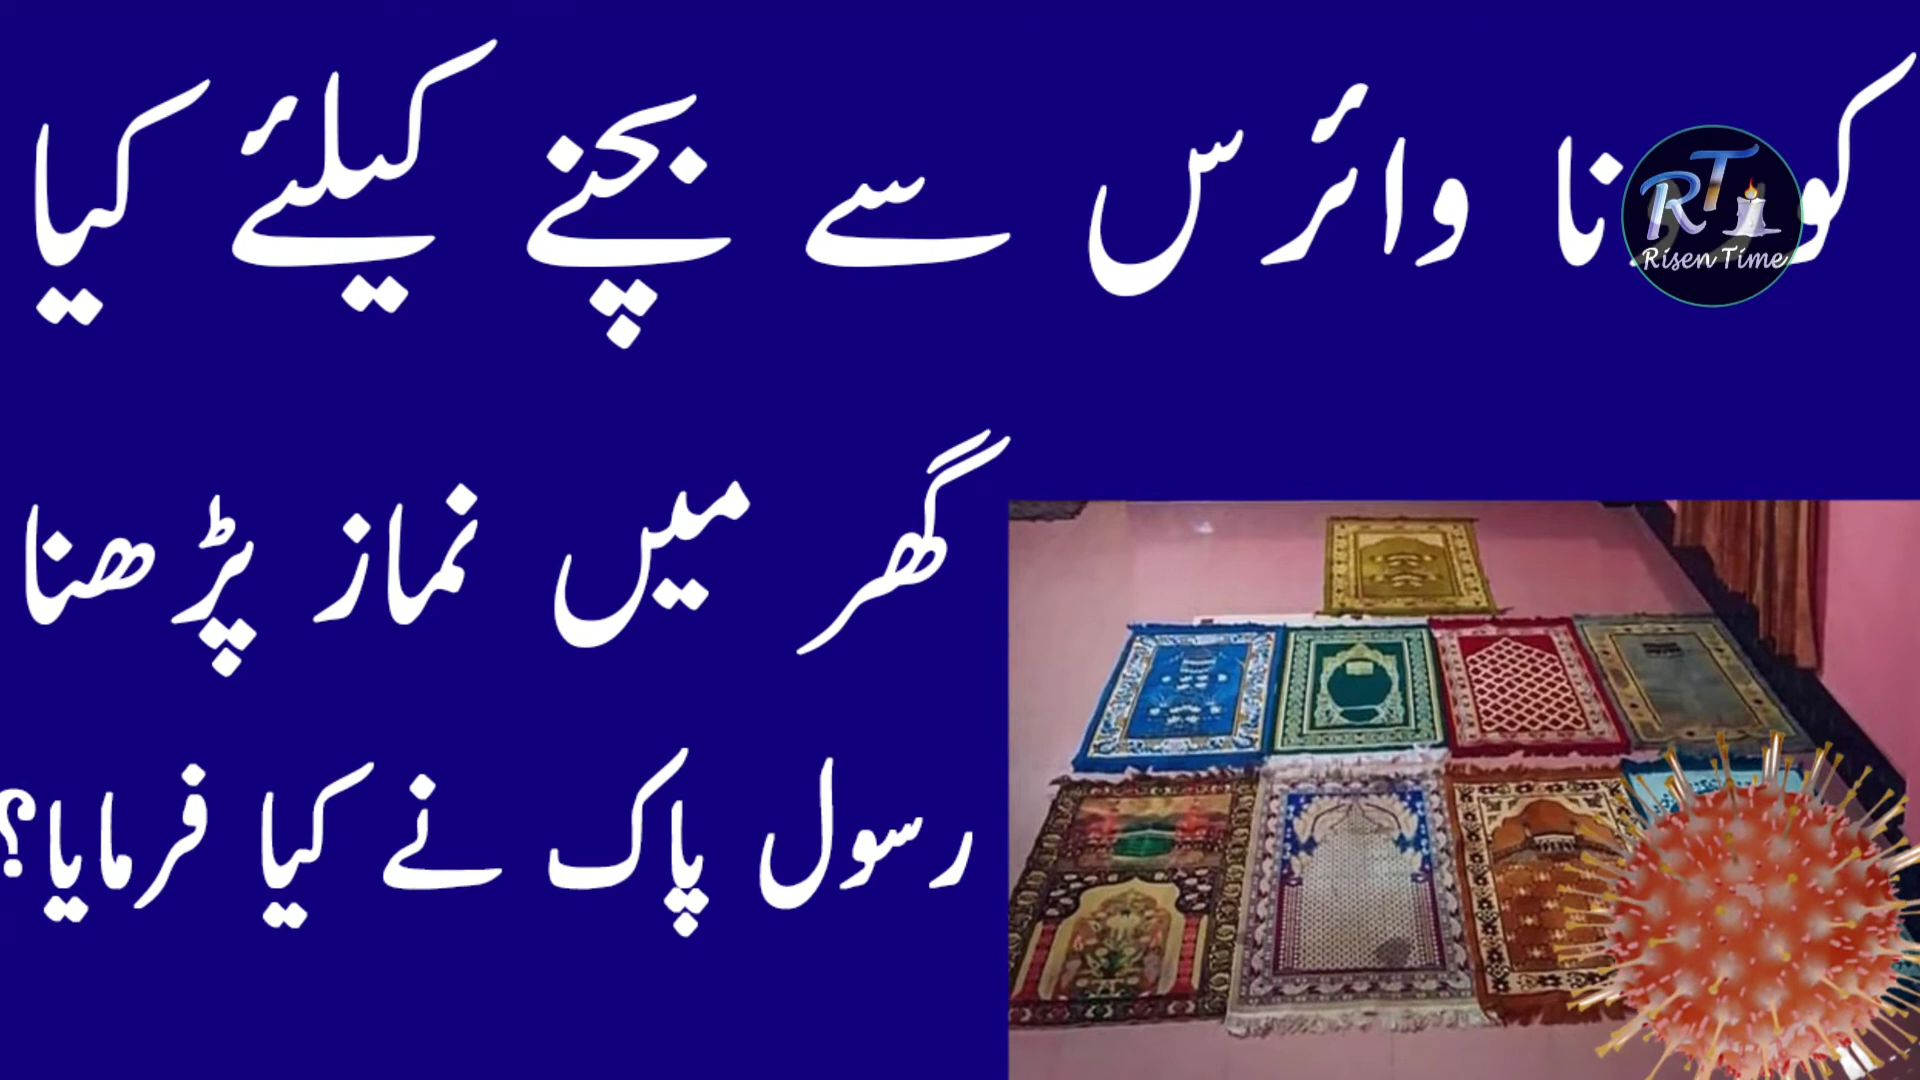 کورونا وائرس سے بچنے کیلئے کیا
RT
Risen Time
گھر میں نماز پڑھنا
رسول پاک نے کیا فرمایا؟